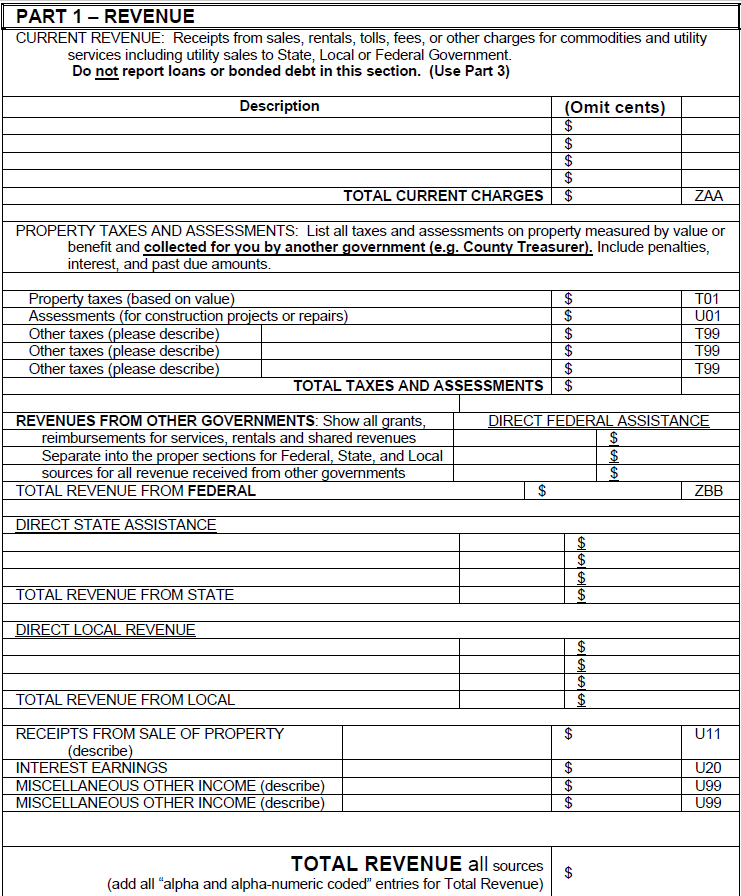 PART 1 – REVENUE
CURRENT REVENUE: Receipts from sales, rentals, tolls, fees, or other charges for commodities and utility
services including utility sales to State, Local or Federal Government.
Do not report loans or bonded debt in this section. (Use Part 3)
Description (Omit cents)
$
$
$
$
TOTAL CURRENT CHARGES $ ZAA
PROPERTY TAXES AND ASSESSMENTS: List all taxes and assessments on property measured by value or
benefit and collected for you by another government (e.g. County Treasurer). Include penalties,
interest, and past due amounts.
Property taxes (based on value) $ T01
Assessments (for construction projects or repairs) $ U01
Other taxes (please describe) $ T99
Other taxes (please describe) $ T99
Other taxes (please describe) $ T99
TOTAL TAXES AND ASSESSMENTS $
REVENUES FROM OTHER GOVERNMENTS: Show all grants, DIRECT FEDERAL ASSISTANCE
reimbursements for services, rentals and shared revenues $
Separate into the proper sections for Federal, State, and Local $
sources for all revenue received from other governments $
TOTAL REVENUE FROM FEDERAL $ ZBB
DIRECT STATE ASSISTANCE
$
$
$
TOTAL REVENUE FROM STATE $
DIRECT LOCAL REVENUE
$
$
$
TOTAL REVENUE FROM LOCAL $
RECEIPTS FROM SALE OF PROPERTY $ U11
(describe)
INTEREST EARNINGS $ U20
MISCELLANEOUS OTHER INCOME (describe) $ U99
MISCELLANEOUS OTHER INCOME (describe) $ U99
TOTAL REVENUE all sources $
(add all “alpha and alpha-numeric coded” entries for Total Revenue)